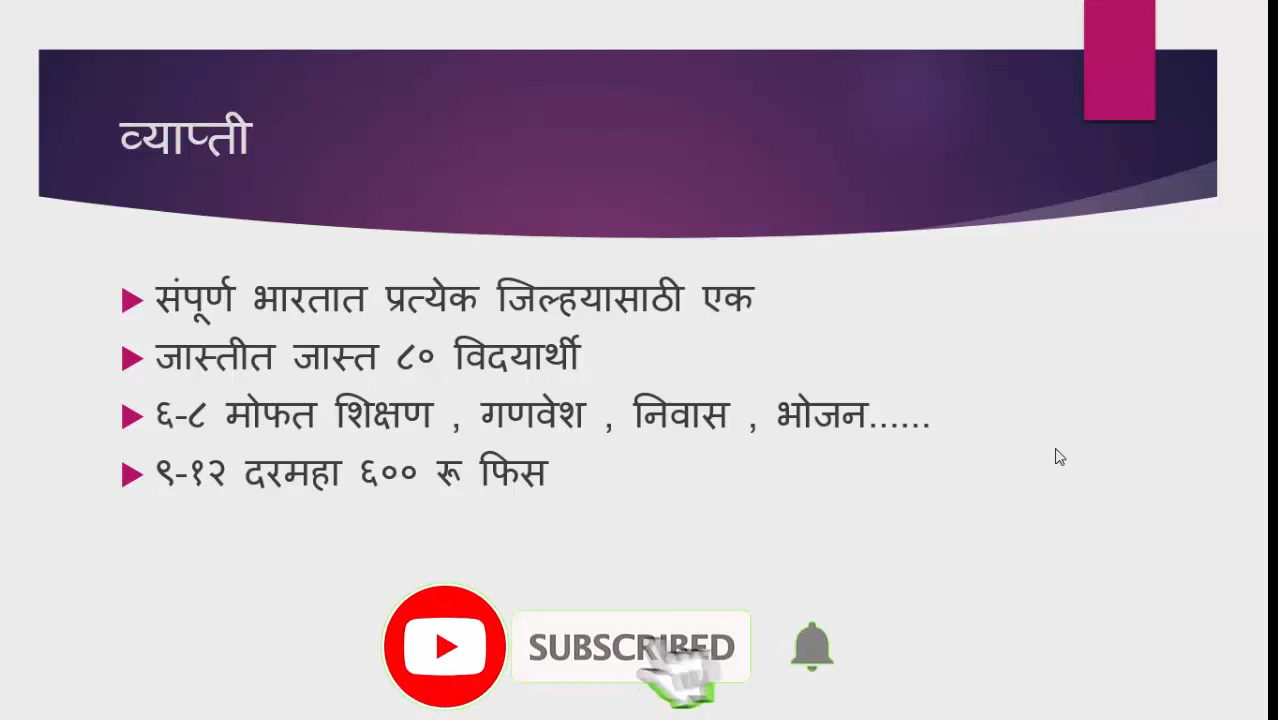 व्याप्ती
संपूर्ण भारतात प्रत्येक जिल्हयासाठी एक
जास्तीत जास्त ८० विदयार्थी
६-८ मोफत शिक्षण , गणवेश , निवास , भोजन......
९-१२ दरमहा ६०० रू फिस
SUBSCRIBED